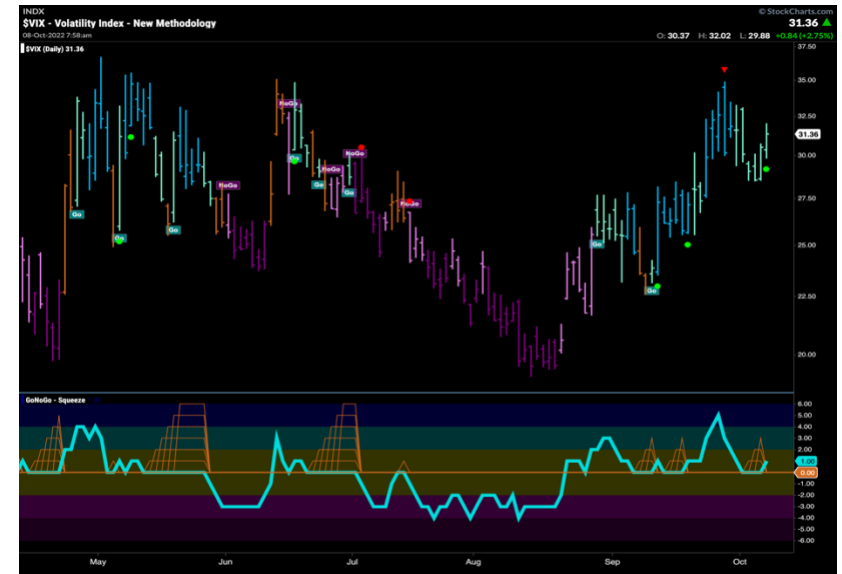 INDX
© StockCharts.com
$VIX - Volatility Index - New Methodology
31.36
08-Oct-2022 7:58am
O: 30.37 H: 32.02 L: 29.88 +0.84 (+2.75%)
$VIX (Daily) 31.36
37.50
35.00
32.50
31.36
30.00
27.50
25.00
22.50
20.00
NoGo
NoGo
NoGo
NoGo
NoGo
Go
Go
Go
Go
Go
Go
Go
Go
GoNoGo - Squeeze
6.00
5.00
4.00
3.00
2.00
1.00
0.00
-1.00
-2.00
-3.00
-4.00
-5.00
-6.00
May Jun Jul Aug Sep Oct